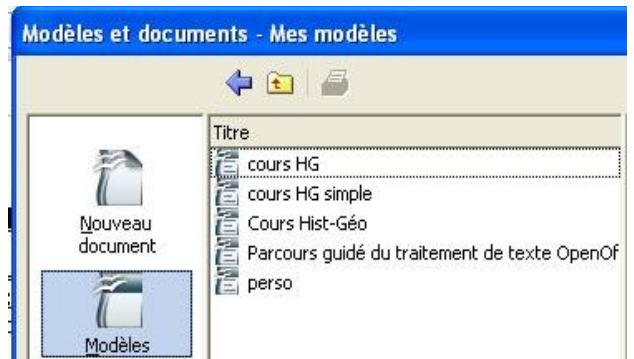 Modèles et documents - Mes modèles
Titre
cours HG
cours HG simple
Cours Hist-Géo
Parcours guidé du traitement de texte OpenOf
perso
Nouveau
document
Modèles